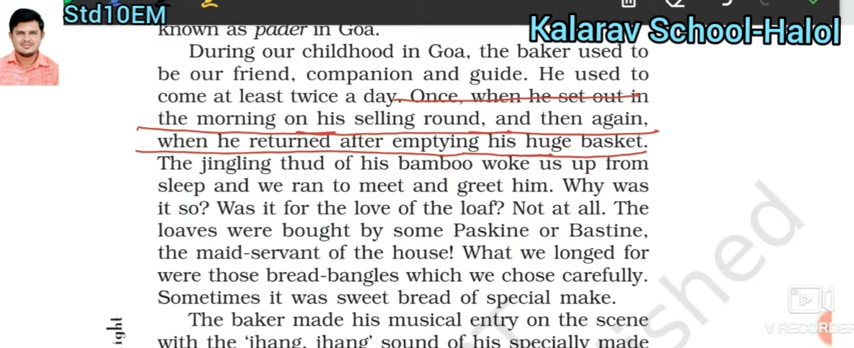 Std10EM
Kalarav School-Halol
known as pader in Goa.
During our childhood in Goa, the baker used to
be our friend, companion and guide. He used to
come at least twice a day. Once, when he set out in
the morning on his selling round, and then again,
when he returned after emptying his huge basket.
The jingling thud of his bamboo woke us up from
sleep and we ran to meet and greet him. Why was
it so? Was it for the love of the loaf? Not at all. The
loaves were bought by some Paskine or Bastine,
the maid-servant of the house! What we longed for
were those bread-bangles which we chose carefully.
Sometimes it was sweet bread of special make.
The baker made his musical entry on the scene
with the ‘jhang, jhang’ sound of his specially made
ight
ished
V RECORDER